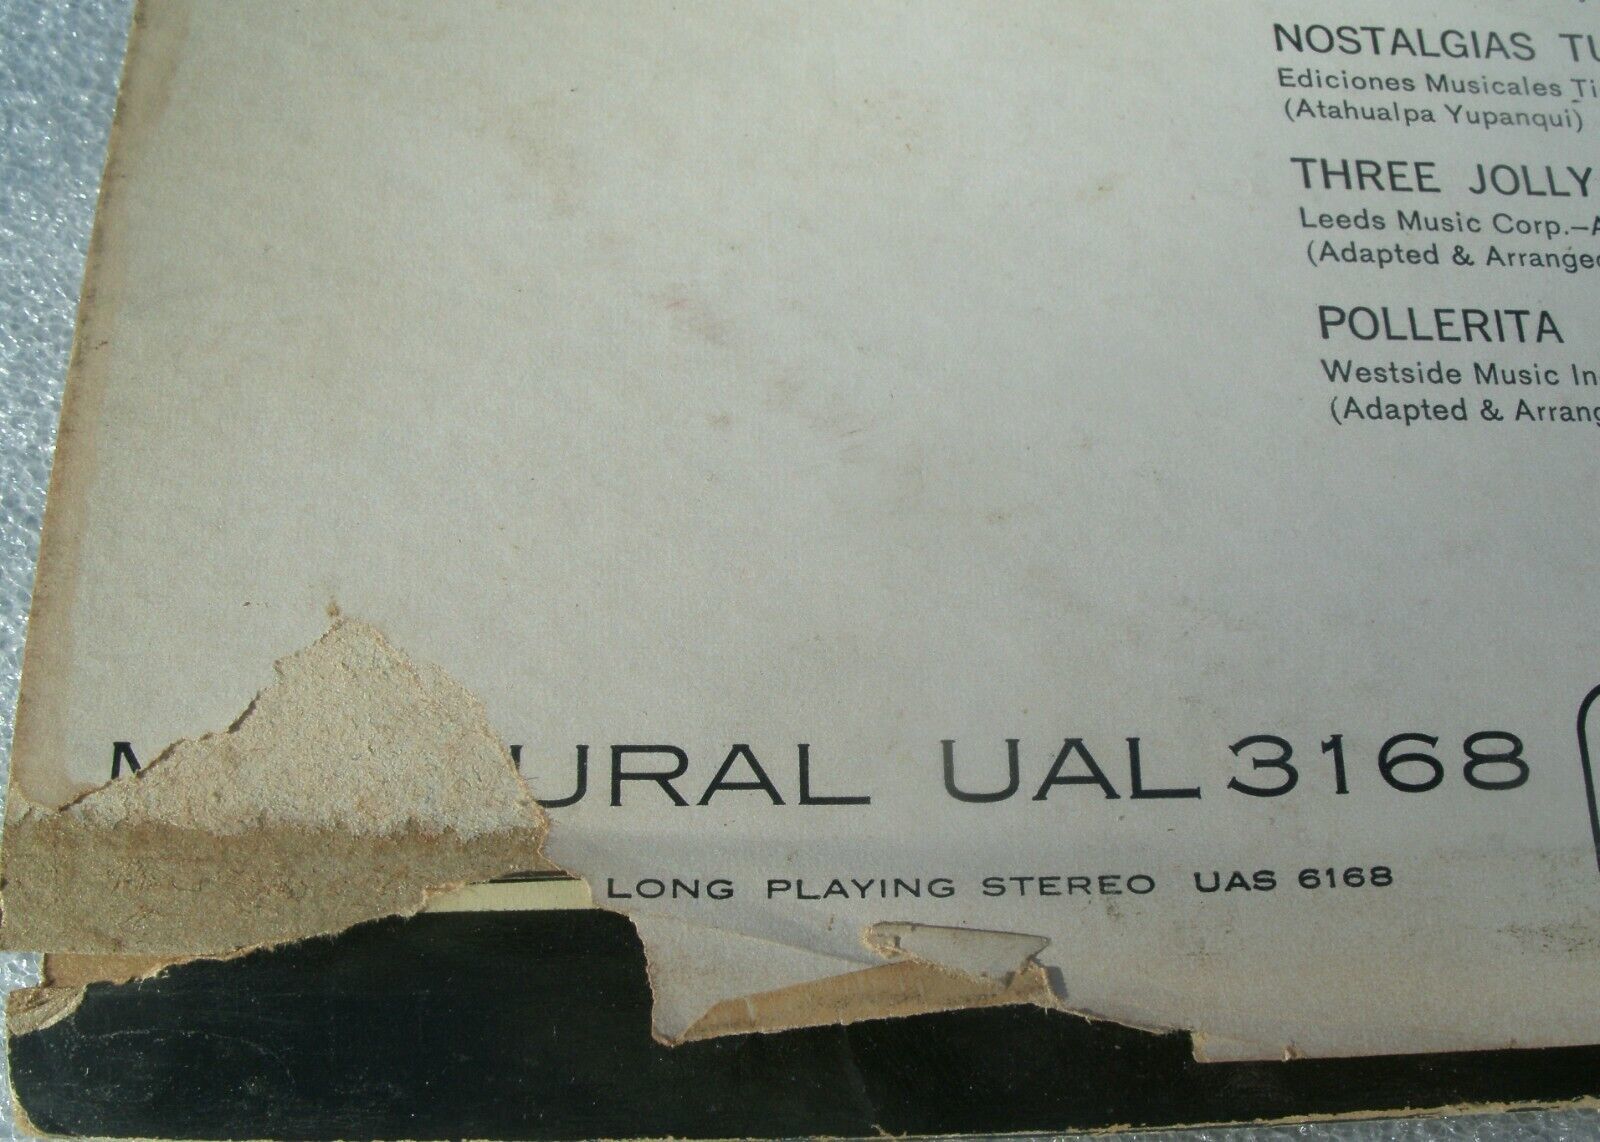 NOSTALGIAS TU
Ediciones Musicales Ti
(Atahualpa Yupanqui)
THREE JOLLY
Leeds Music Corp.—A
(Adapted & Arranged
POLLERITA
Westside Music In
(Adapted & Arrang
M URAL UAL 3168
LONG PLAYING STEREO UAS 6168